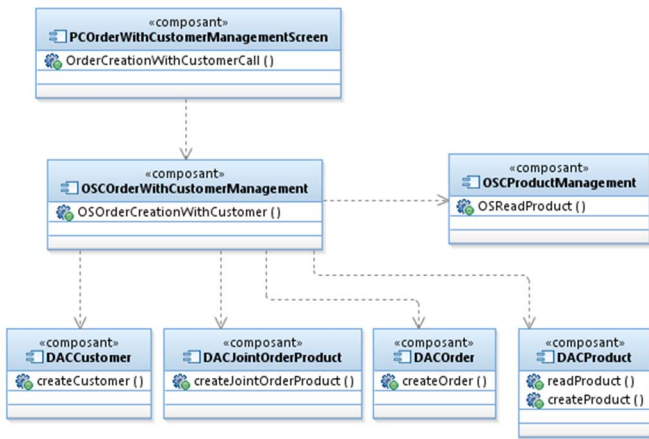 «composant»
PCOrderWithCustomerManagementScreen
OrderCreationWithCustomerCall ()
«composant»
OSCOrderWithCustomerManagement
OSOrderCreationWithCustomer ()
«composant»
OSCProductManagement
OSReadProduct ()
«composant»
DACCustomer
createCustomer ()
«composant»
DACJointOrderProduct
createJointOrderProduct ()
«composant»
DACOrder
createOrder ()
«composant»
DACProduct
readProduct ()
createProduct ()